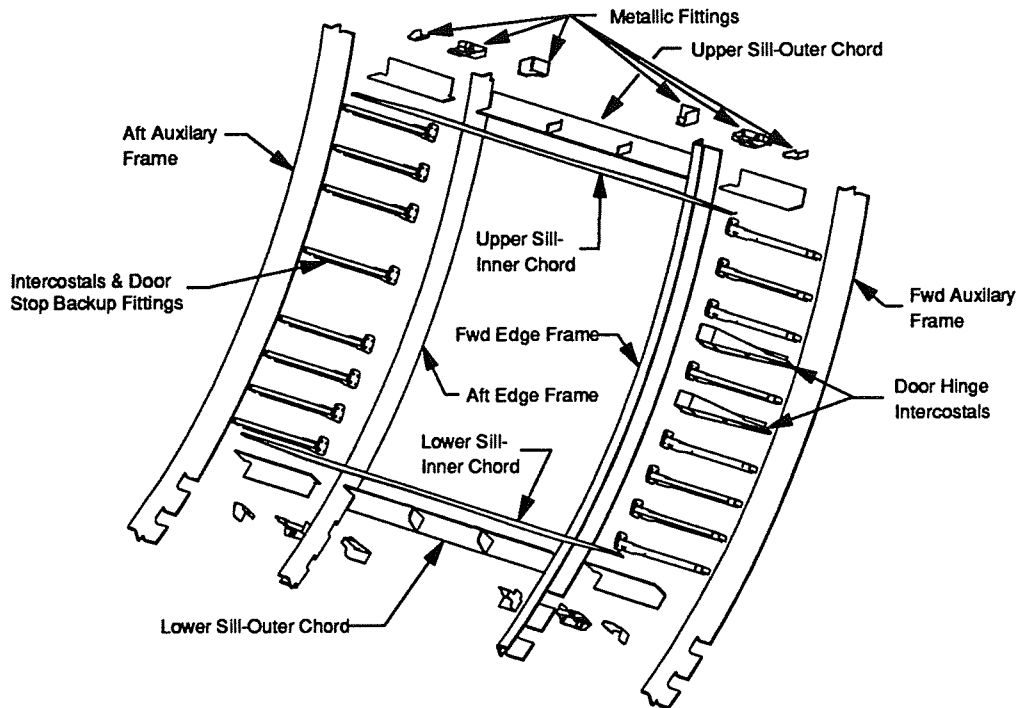 Metallic Fittings
Upper Sill-Outer Chord
Aft Auxilary
Frame
Upper Sill-
Inner Chord
Intercostals & Door
Stop Backup Fittings
Fwd Auxilary
Frame
Fwd Edge Frame
Aft Edge Frame
Door Hinge
Intercostals
Lower Sill-
Inner Chord
Lower Sill-Outer Chord